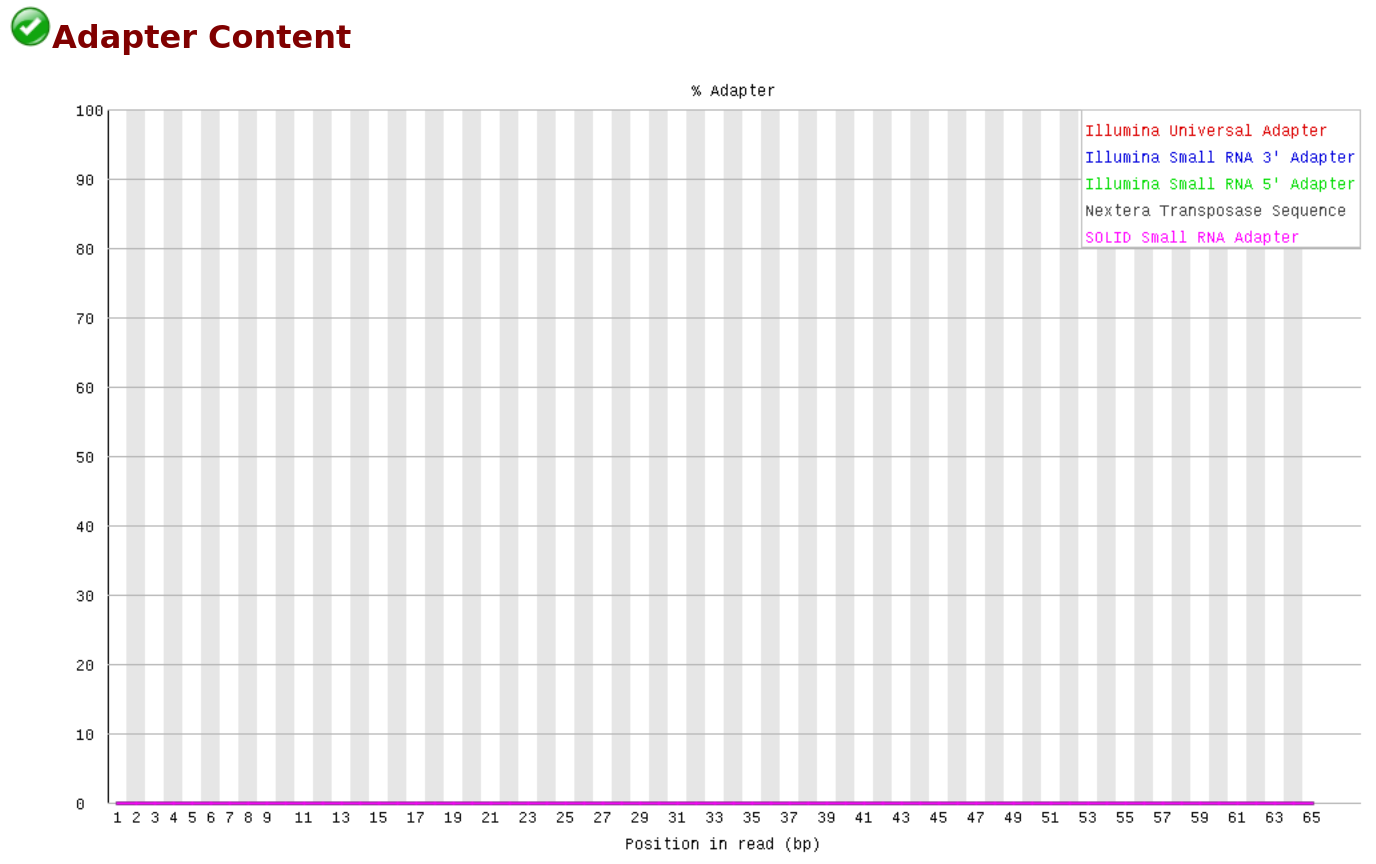 Adapter Content
% Adapter
100
90
80
70
60
50
40
30
20
10
0
Illumina Universal Adapter
Illumina Small RNA 3' Adapter
Illumina Small RNA 5' Adapter
Nextera Transposase Sequence
SOLID Small RNA Adapter
1 2 3 4 5 6 7 8 9 11 13 15 17 19 21 23 25 27 29 31 33 35 37 39 41 43 45 47 49 51 53 55 57 59 61 63 65
Position in read (bp)